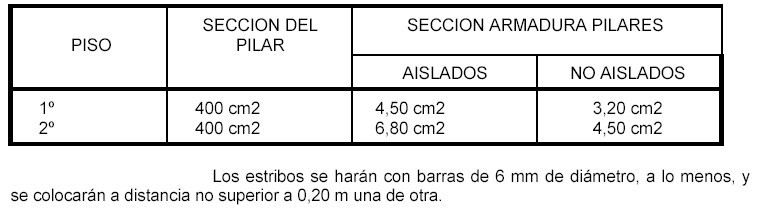 PISO SECCION DEL PILAR SECCION ARMADURA PILARES
AISLADOS NO AISLADOS
1º 400 cm2 4,50 cm2 3,20 cm2
2º 400 cm2 6,80 cm2 4,50 cm2
Los estribos se harán con barras de 6 mm de diámetro, a lo menos, y
se colocarán a distancia no superior a 0,20 m una de otra.